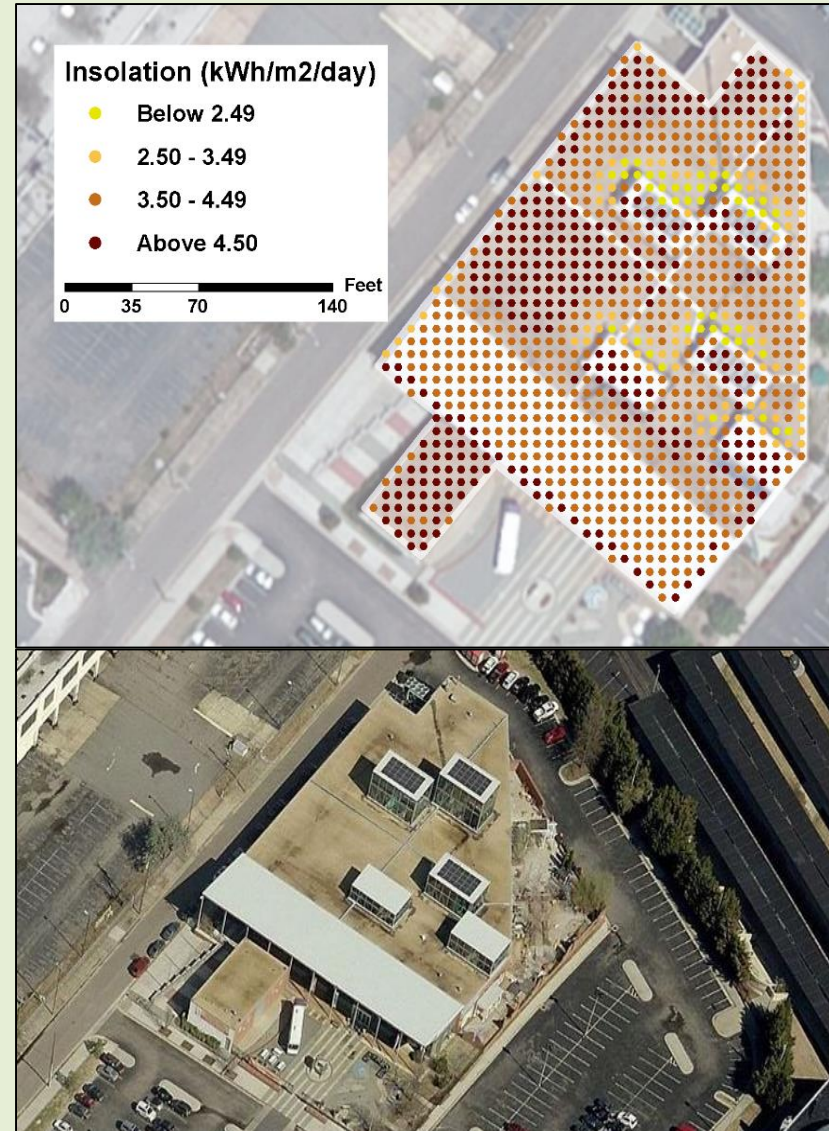 Insolation (kWh/m2/day)
Below 2.49
2.50 - 3.49
3.50 - 4.49
Above 4.50
Feet
0 35 70 140